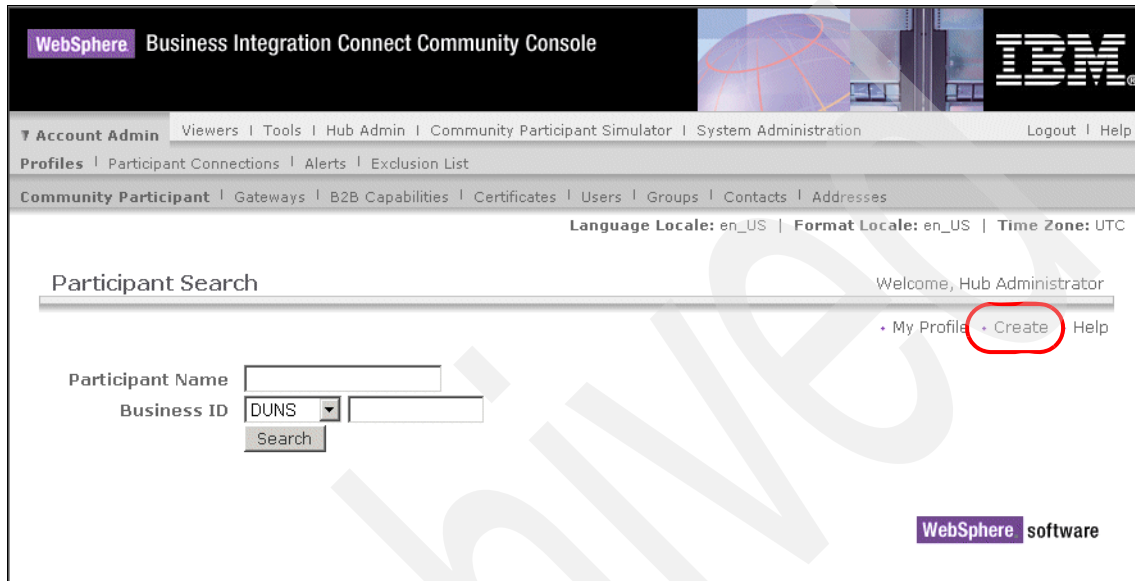 WebSphere. Business Integration Connect Community Console
IBM®
Account Admin Viewers | Tools | Hub Admin | Community Participant Simulator | System Administration Logout | Help
Profiles | Participant Connections | Alerts | Exclusion List
Community Participant | Gateways | B2B Capabilities | Certificates | Users | Groups | Contacts | Addresses
Language Locale: en_US | Format Locale: en_US | Time Zone: UTC
Participant Search Welcome, Hub Administrator
My Profile Create Help
Participant Name
Business ID DUNS
Search
WebSphere. software